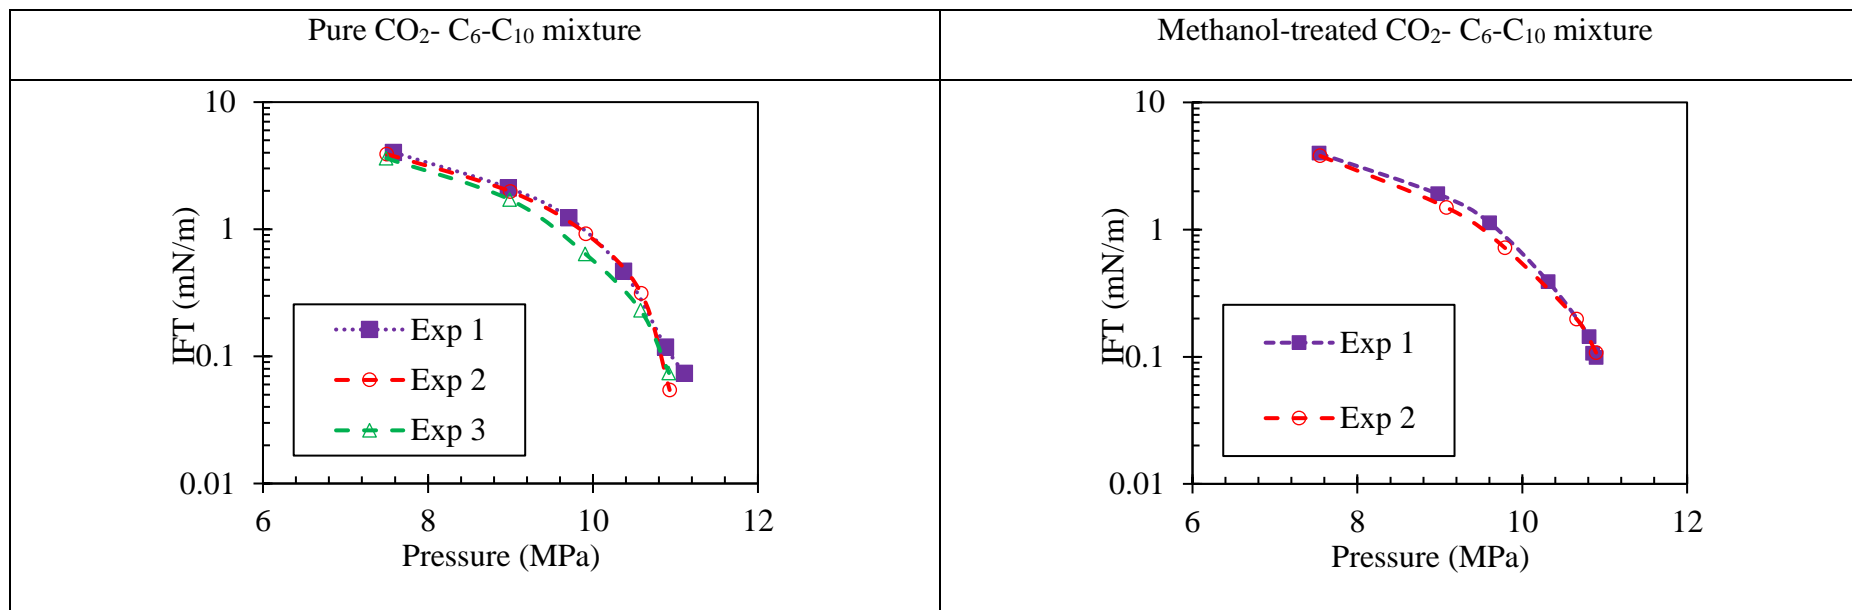 Pure CO₂- C₆-C₁₀ mixture
Methanol-treated CO₂- C₆-C₁₀ mixture
10
1
0.1
0.01
IFT (mN/m)
Exp 1
Exp 2
Exp 3
6 8 10 12
Pressure (MPa)
10
1
0.1
0.01
IFT (mN/m)
Exp 1
Exp 2
6 8 10 12
Pressure (MPa)